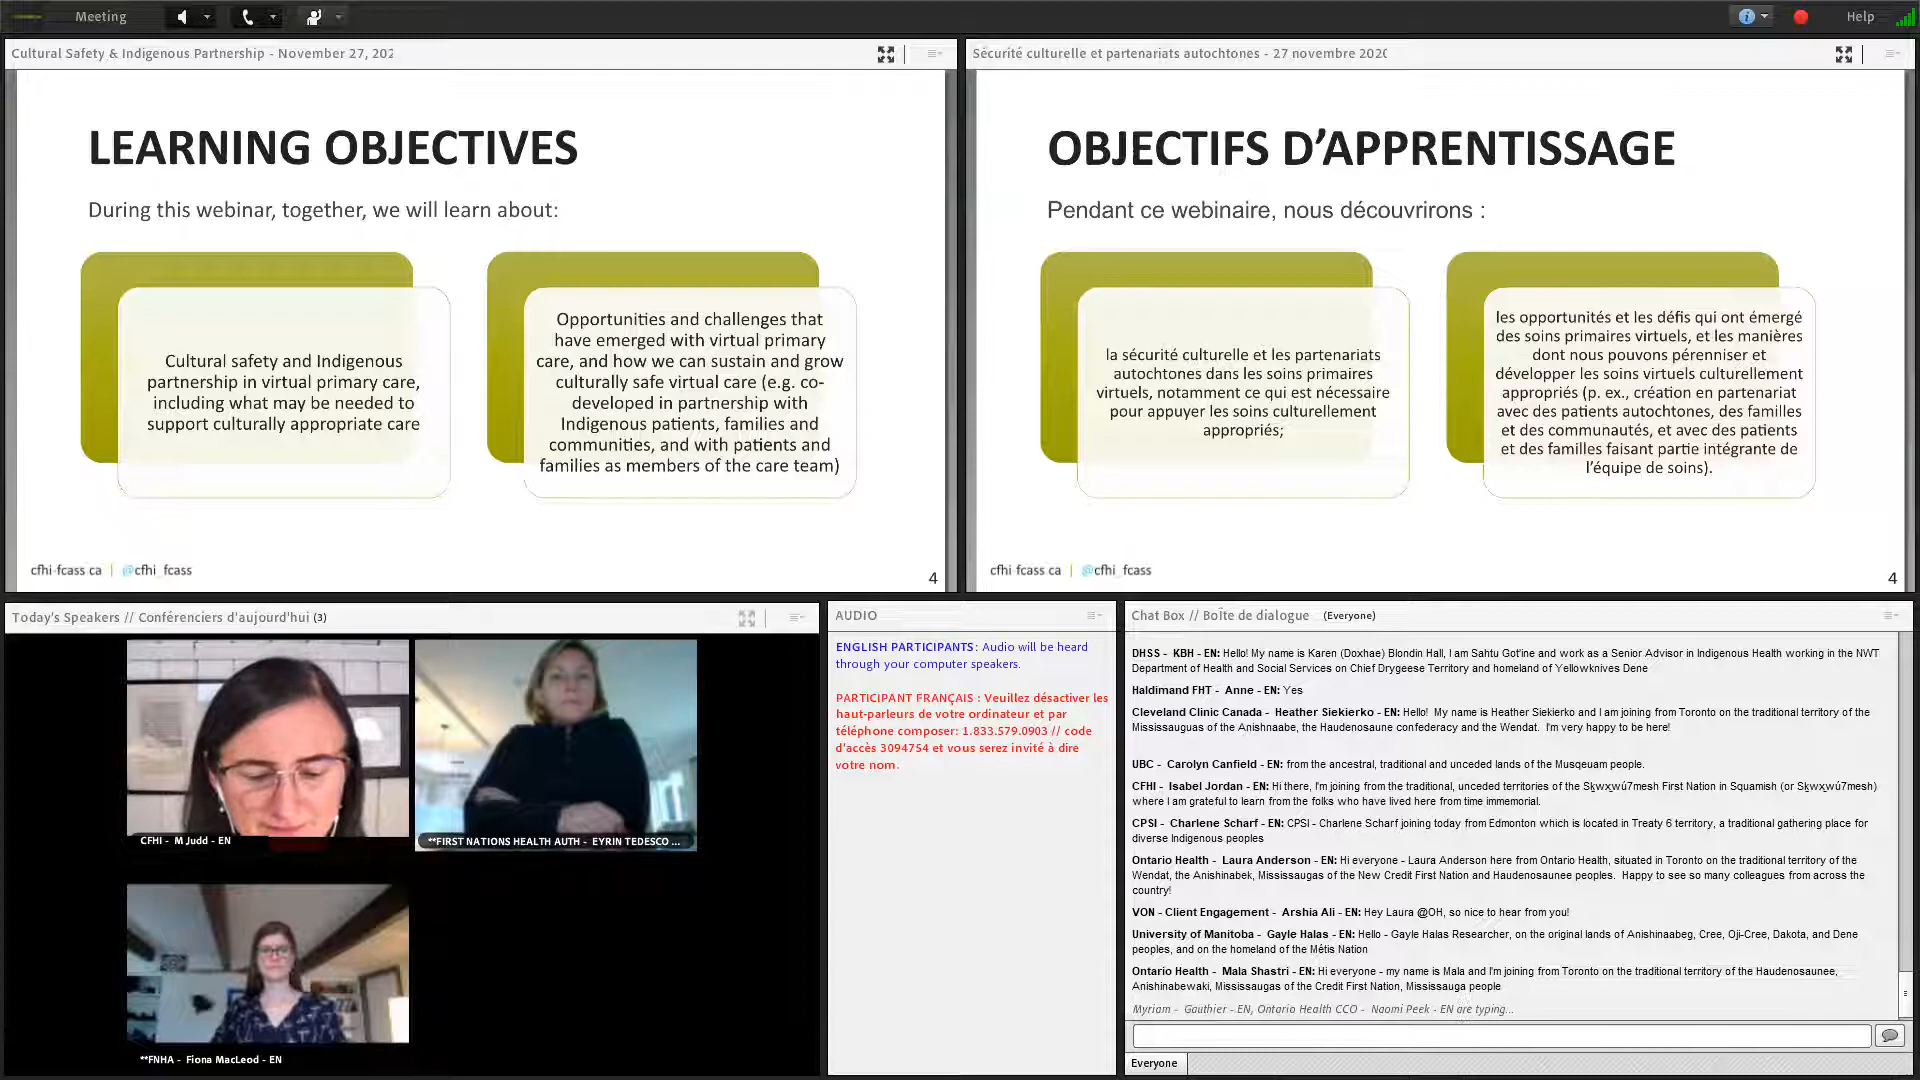 Meeting
Help
Cultural Safety & Indigenous Partnership - November 27, 202
LEARNING OBJECTIVES
During this webinar, together, we will learn about:
Cultural safety and Indigenous
partnership in virtual primary care,
including what may be needed to
support culturally appropriate care
Opportunities and challenges that
have emerged with virtual primary
care, and how we can sustain and grow
culturally safe virtual care (e.g. co-
developed in partnership with
Indigenous patients, families and
communities, and with patients and
families as members of the care team)
cfhi-fcass.ca | @cfhi_fcass
4
Sécurité culturelle et partenariats autochtones - 27 novembre 2020
OBJECTIFS D’APPRENTISSAGE
Pendant ce webinaire, nous découvrirons :
la sécurité culturelle et les partenariats
autochtones dans les soins primaires
virtuels, notamment ce qui est nécessaire
pour appuyer les soins culturellement
appropriés;
les opportunités et les défis qui ont émergé
des soins primaires virtuels, et les manières
dont nous pouvons pérenniser et
développer les soins virtuels culturellement
appropriés (p. ex., création en partenariat
avec des patients autochtones, des familles
et des communautés, et avec des patients
et des familles faisant partie intégrante de
l’équipe de soins).
cfhi-fcass.ca | @cfhi_fcass
4
Today's Speakers // Conférenciers d'aujourd'hui (3)
CFHI - M Judd - EN
**FIRST NATIONS HEALTH AUTH - EYRIN TEDESCO ...
**FNHA - Fiona MacLeod - EN
AUDIO
ENGLISH PARTICIPANTS: Audio will be heard
through your computer speakers.
PARTICIPANT FRANÇAIS : Veuillez désactiver les
haut-parleurs de votre ordinateur et par
téléphone composer: 1.833.579.0903 // code
d'accès 3094754 et vous serez invité à dire
votre nom.
Chat Box // Boîte de dialogue (Everyone)
DHSS - KBH - EN: Hello! My name is Karen (Doxhae) Blondin Hall, I am Sahtu Got'ine and work as a Senior Advisor in Indigenous Health working in the NWT
Department of Health and Social Services on Chief Drygeese Territory and homeland of Yellowknives Dene
Haldimand FHT - Anne - EN: Yes
Cleveland Clinic Canada - Heather Siekierko - EN: Hello! My name is Heather Siekierko and I am joining from Toronto on the traditional territory of the
Mississaugas of the Anishnaabe, the Haudenosaune confederacy and the Wendat. I'm very happy to be here!
UBC - Carolyn Canfield - EN: from the ancestral, traditional and unceded lands of the Musqeuam people.
CFHI - Isabel Jordan - EN: Hi there, I'm joining from the traditional, unceded territories of the Sḵwx̱wú7mesh First Nation in Squamish (or Sḵwx̱wú7mesh)
where I am grateful to learn from the folks who have lived here from time immemorial.
CPSI - Charlene Scharf - EN: CPSI - Charlene Scharf joining today from Edmonton which is located in Treaty 6 territory, a traditional gathering place for
diverse Indigenous peoples
Ontario Health - Laura Anderson - EN: Hi everyone - Laura Anderson here from Ontario Health, situated in Toronto on the traditional territory of the
Wendat, the Anishinabek, Mississaugas of the New Credit First Nation and Haudenosaunee peoples. Happy to see so many colleagues from across the
country!
VON - Client Engagement - Arshia Ali - EN: Hey Laura @OH, so nice to hear from you!
University of Manitoba - Gayle Halas - EN: Hello - Gayle Halas Researcher, on the original lands of Anishinaabeg, Cree, Oji-Cree, Dakota, and Dene
peoples, and on the homeland of the Métis Nation
Ontario Health - Mala Shastri - EN: Hi everyone - my name is Mala and I'm joining from Toronto on the traditional territory of the Haudenosaunee,
Anishinabewaki, Mississaugas of the Credit First Nation, Mississauga people
Myriam - Gauthier - EN, Ontario Health CCO - Naomi Peek - EN are typing...
Everyone